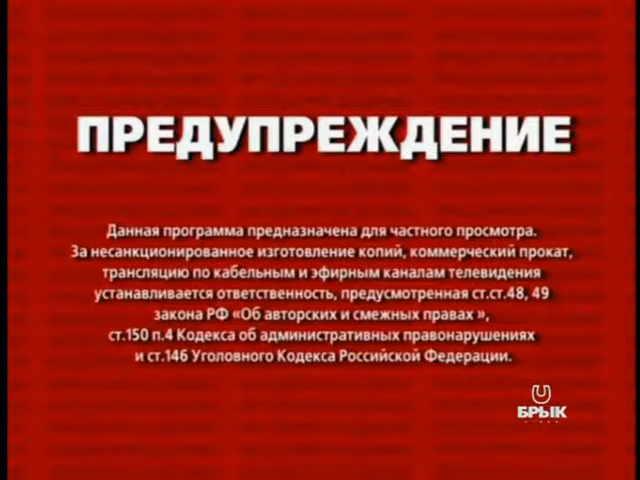 ПРЕДУПРЕЖДЕНИЕ
Данная программа предназначена для частного просмотра.
За несанкционированное изготовление копий, коммерческий прокат,
трансляцию по кабельным и эфирным каналам телевидения
устанавливается ответственность, предусмотренная ст.ст.48, 49
закона РФ «Об авторских и смежных правах »,
ст.150 п.4 Кодекса об административных правонарушениях
и ст.146 Уголовного Кодекса Российской Федерации.
БРЫК